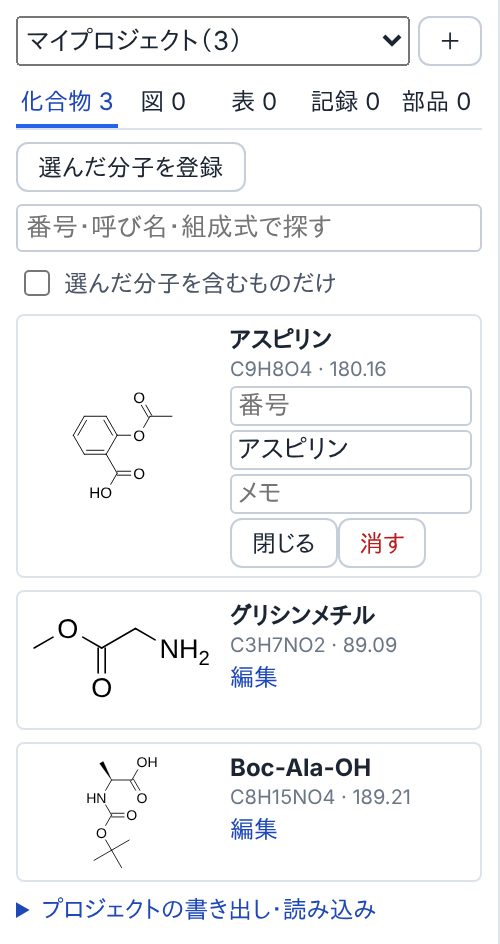 マイプロジェクト（3）
＋
化合物 3 図 0 表 0 記録 0 部品 0
選んだ分子を登録
番号・呼び名・組成式で探す
選んだ分子を含むものだけ
アスピリン
C9H8O4 · 180.16
番号
アスピリン
メモ
閉じる 消す
O
O
O
HO
グリシンメチル
C3H7NO2 · 89.09
編集
O
NH2
O
Boc-Ala-OH
C8H15NO4 · 189.21
編集
OH
O
HN
O
O
プロジェクトの書き出し・読み込み